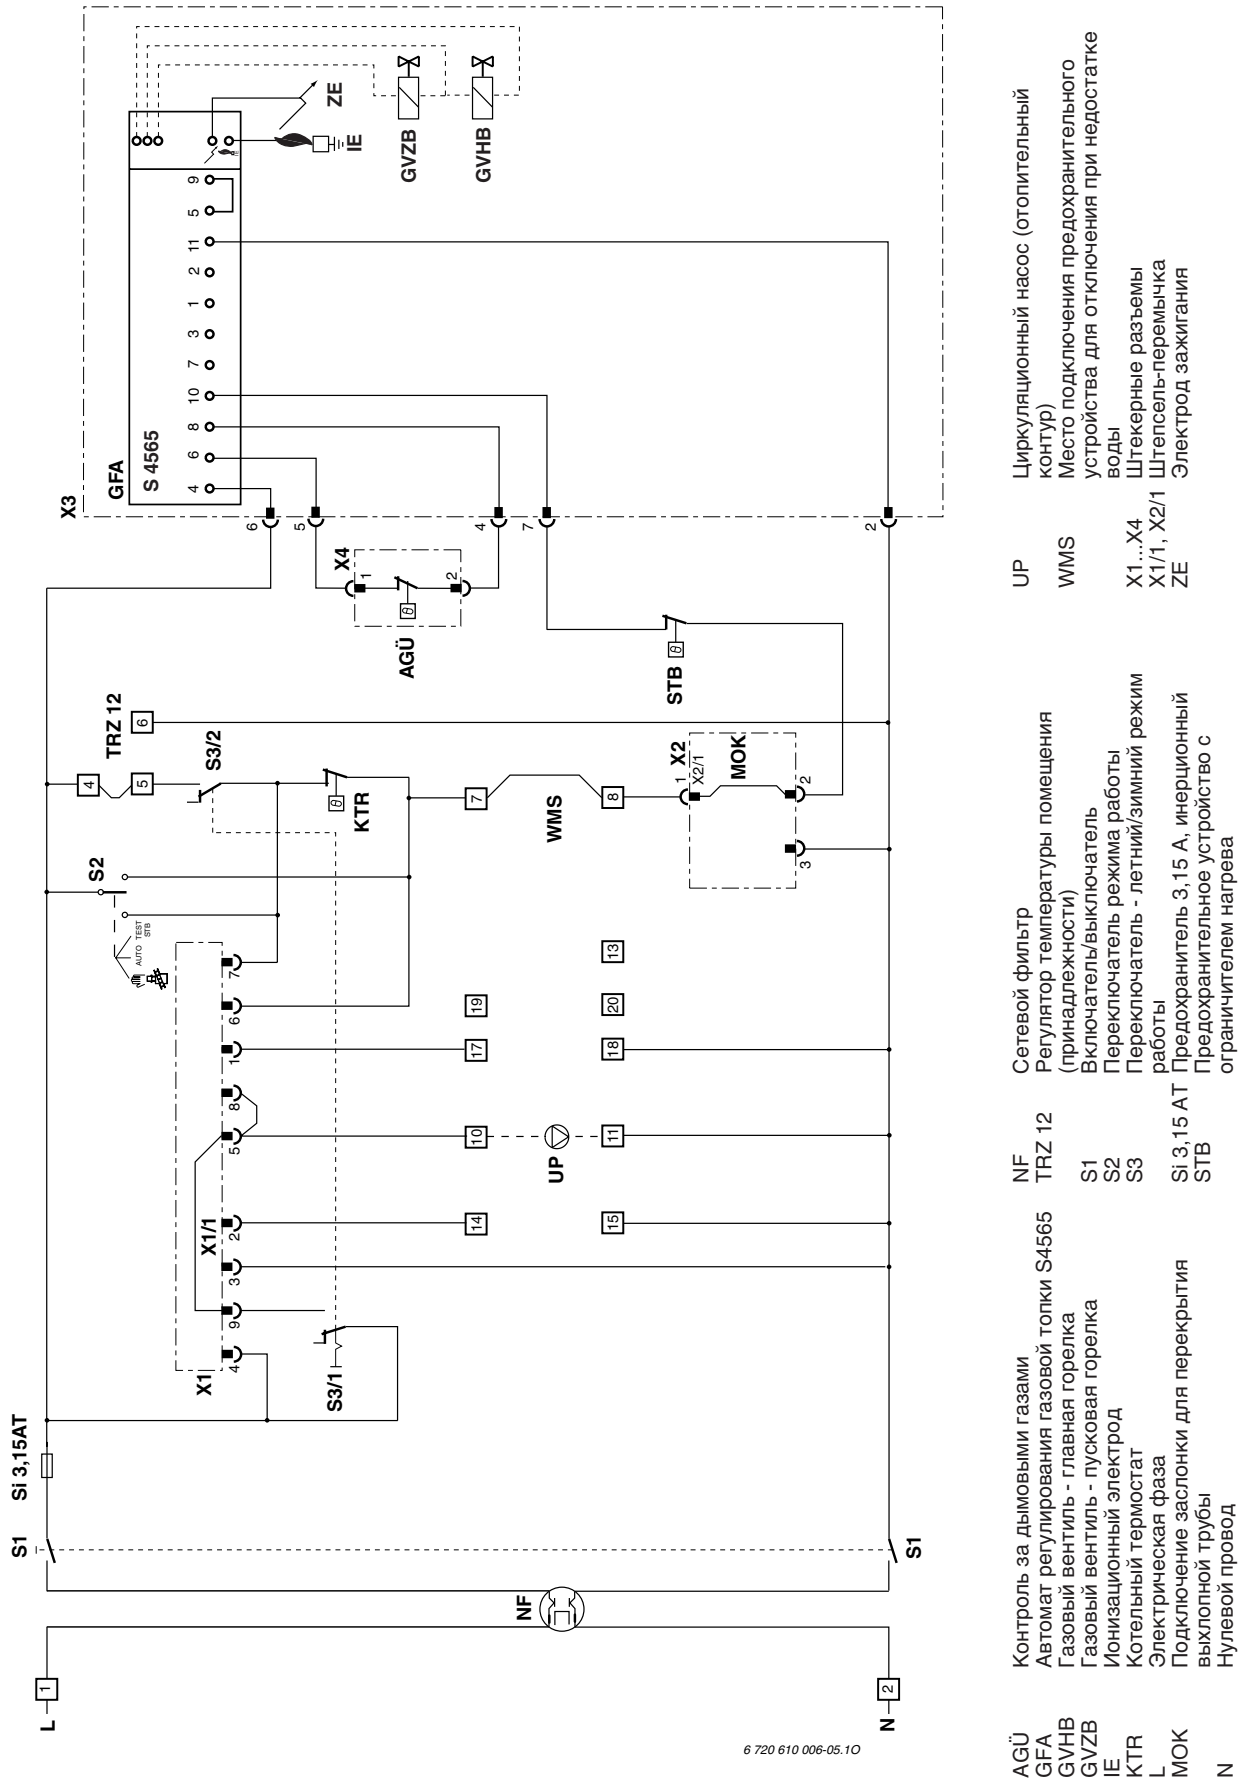 L
1
N
2
NF
S1
S1
Si 3,15AT
X1
X1/1
4
9
3
2
5
8
1
6
7
S3/1
AUTO
TEST
STB
S2
TRZ 12
4
5
6
S3/2
θ
KTR
14
10
17
19
7
UP
WMS
15
11
18
20
13
8
X2
1
X2/1
MOK
2
3
STB
θ
AGÜ
θ
X4
1
2
X3
6
5
4
7
2
GFA
S 4565
4
6
8
10
7
3
1
2
11
5
9
ZE
IE
GVZB
GVHB
6 720 610 006-05.1O
AGÜ Контроль за дымовыми газами
GFA Автомат регулирования газовой топки S4565
GVHB Газовый вентиль - главная горелка
GVZB Газовый вентиль - пусковая горелка
IE Ионизационный электрод
KTR Котельный термостат
L Электрическая фаза
MOK Подключение заслонки для перекрытия
выхлопной трубы
N Нулевой провод
NF Сетевой фильтр
TRZ 12 Регулятор температуры помещения
(принадлежности)
S1 Включатель/выключатель
S2 Переключатель режима работы
S3 Переключатель - летний/зимний режим
работы
Si 3,15 AT Предохранитель 3,15 А, инерционный
STB Предохранительное устройство с
ограничителем нагрева
UP Циркуляционный насос (отопительный
контур)
WMS Место подключения предохранительного
устройства для отключения при недостатке
воды
X1...X4 Штекерные разъемы
X1/1, X2/1 Штепсель-перемычка
ZE Электрод зажигания